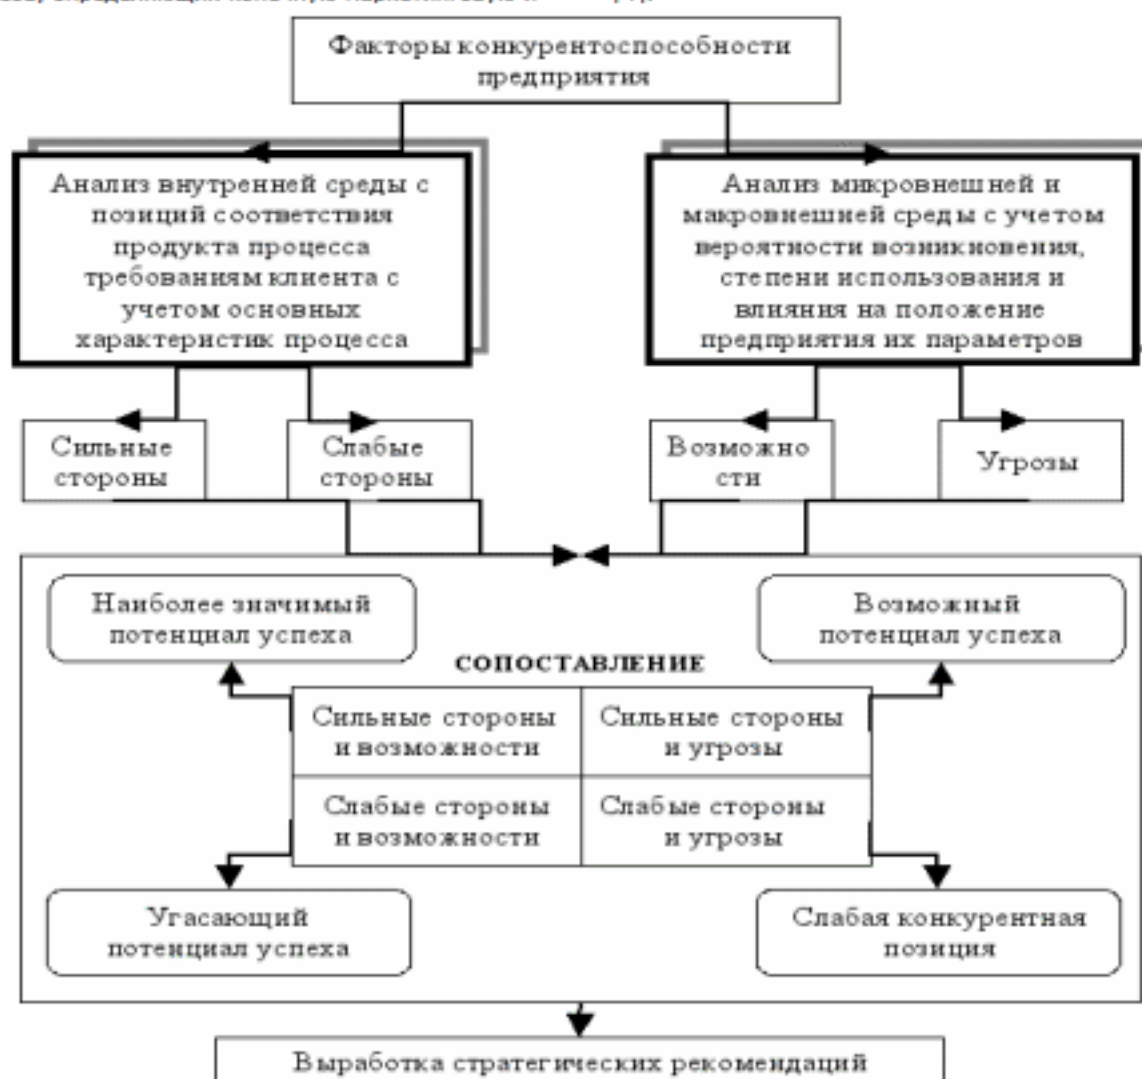 Факторы конкурентоспособности
предприятия
Анализ внутренней среды с
позиций соответствия
продукта процесса
требованиям клиента с
учетом основных
характеристик процесса
Анализ микровнешней и
макровнешней среды с учетом
вероятности возникновения,
степени использования и
влияния на положение
предприятия их параметров
Сильные
стороны
Слабые
стороны
Возможно
сти
Угрозы
Наиболее значимый
потенциал успеха
Возможный
потенциал успеха
СОПОСТАВЛЕНИЕ
Сильные стороны
и возможности
Сильные стороны
и угрозы
Слабые стороны
и возможности
Слабые стороны
и угрозы
Угасающий
потенциал успеха
Слабая конкурентная
позиция
Выработка стратегических рекомендаций